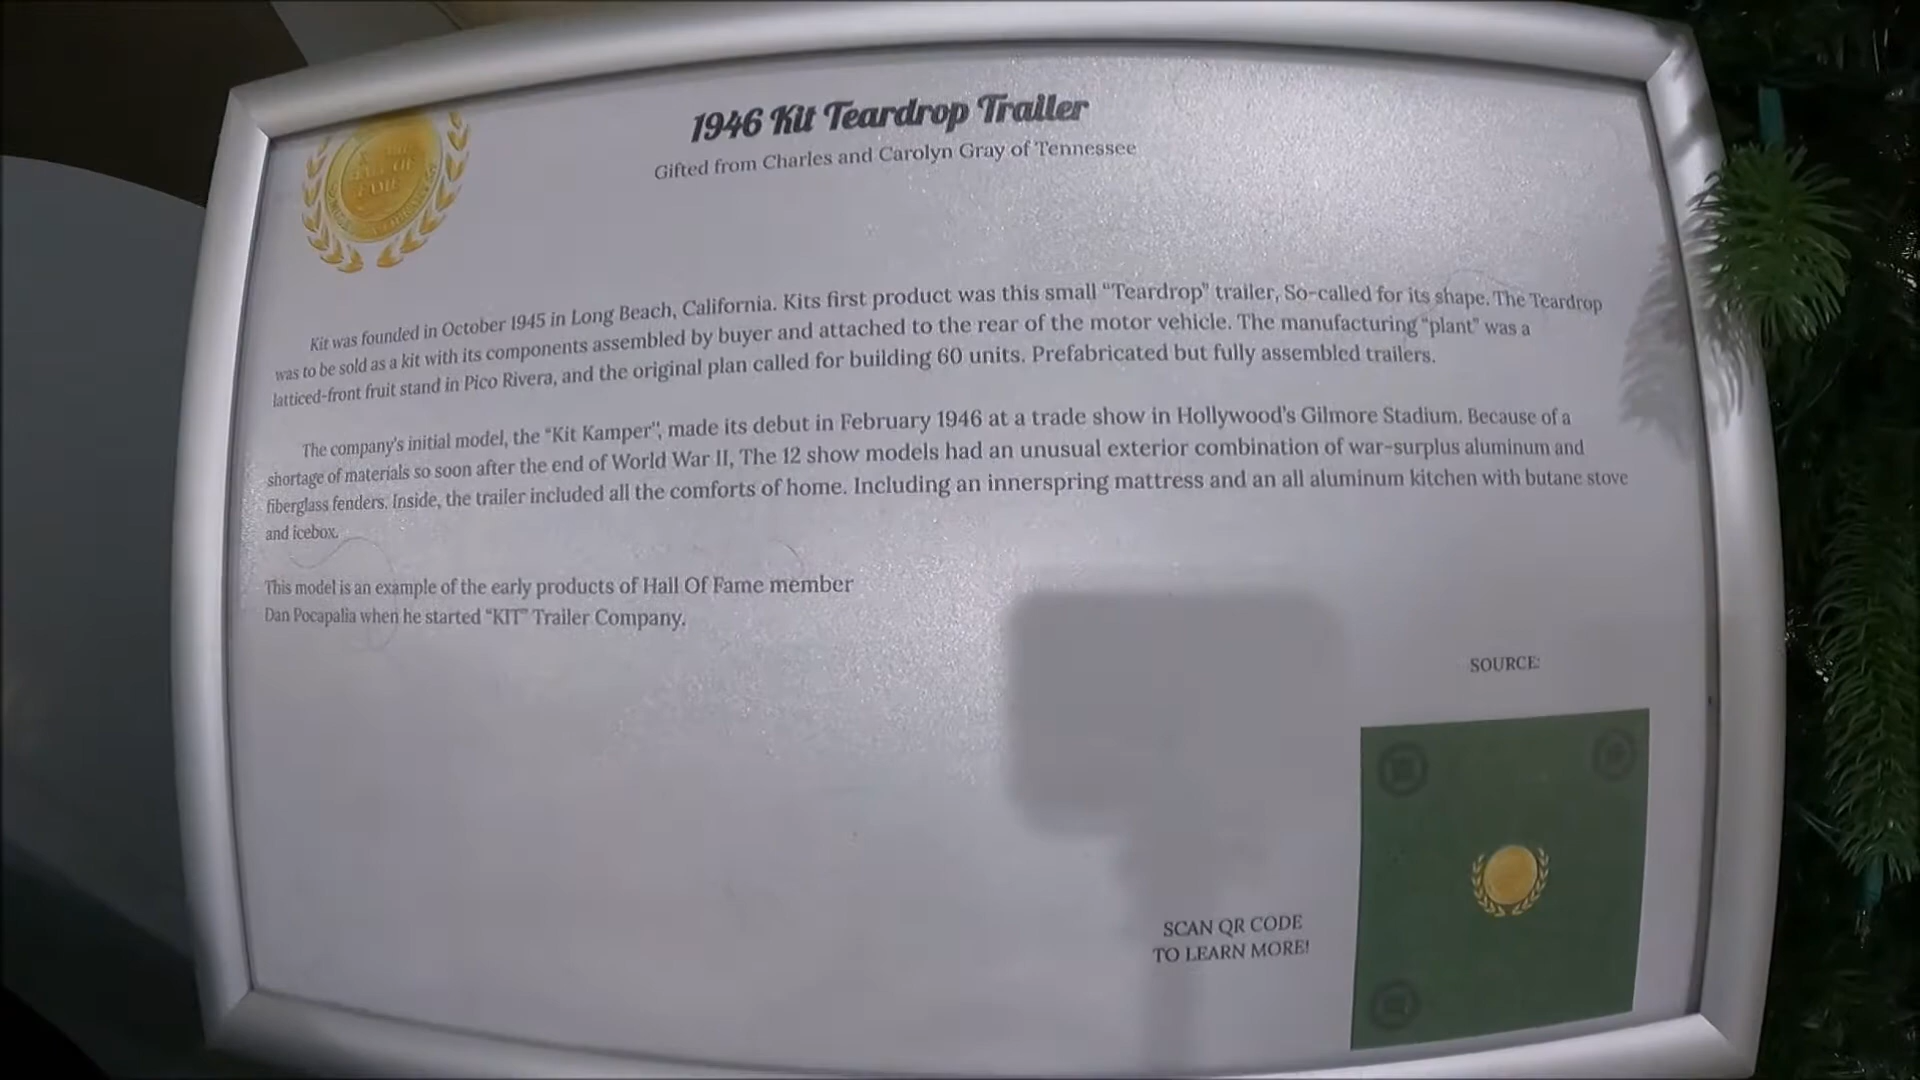 1946 Kit Teardrop Trailer
Gifted from Charles and Carolyn Gray of Tennessee
HALL OF
FAME
Kit was founded in October 1945 in Long Beach, California. Kits first product was this small "Teardrop" trailer, So-called for its shape. The Teardrop
was to be sold as a kit with its components assembled by buyer and attached to the rear of the motor vehicle. The manufacturing "plant" was a
latticed-front fruit stand in Pico Rivera, and the original plan called for building 60 units. Prefabricated but fully assembled trailers.
The company's initial model, the "Kit Kamper", made its debut in February 1946 at a trade show in Hollywood's Gilmore Stadium. Because of a
shortage of materials so soon after the end of World War II, The 12 show models had an unusual exterior combination of war-surplus aluminum and
fiberglass fenders. Inside, the trailer included all the comforts of home. Including an innerspring mattress and an all aluminum kitchen with butane stove
and icebox.
This model is an example of the early products of Hall Of Fame member
Dan Pocapalia when he started "KIT" Trailer Company.
SOURCE:
SCAN QR CODE
TO LEARN MORE!